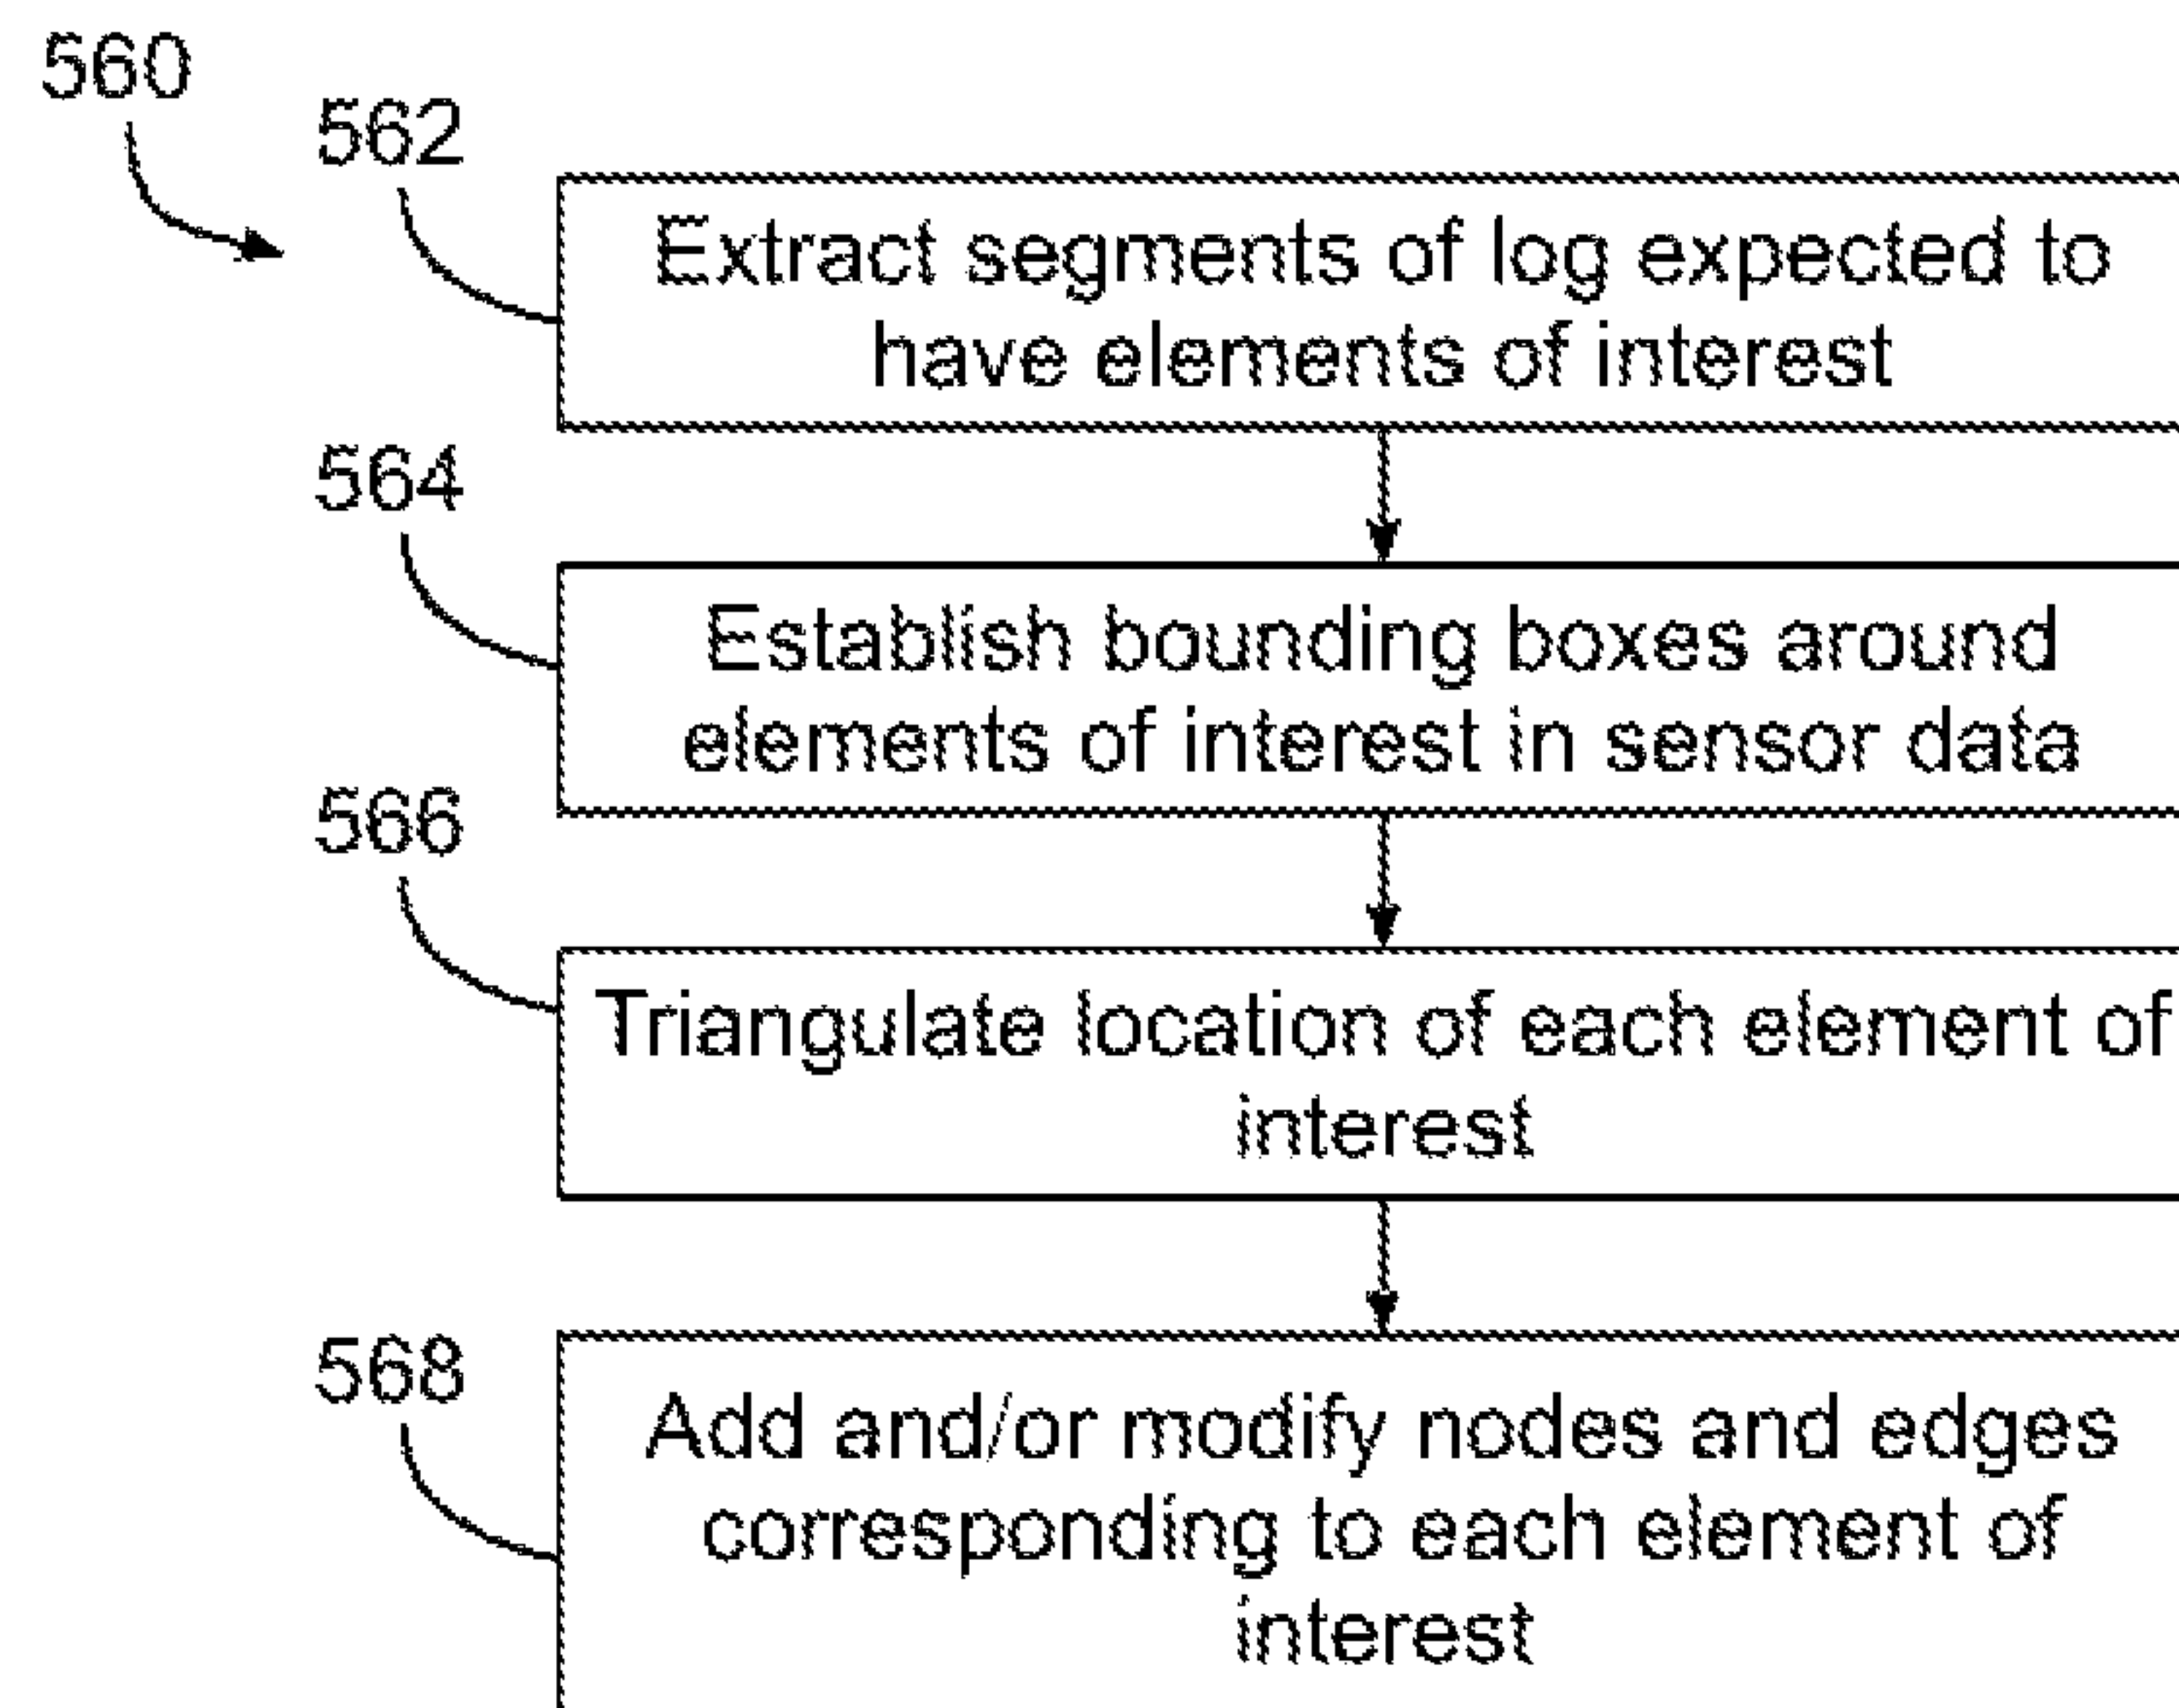 560
562
Extract segments of log expected to
have elements of interest
564
Establish bounding boxes around
elements of interest in sensor data
566
Triangulate location of each element of
interest
568
Add and/or modify nodes and edges
corresponding to each element of
interest